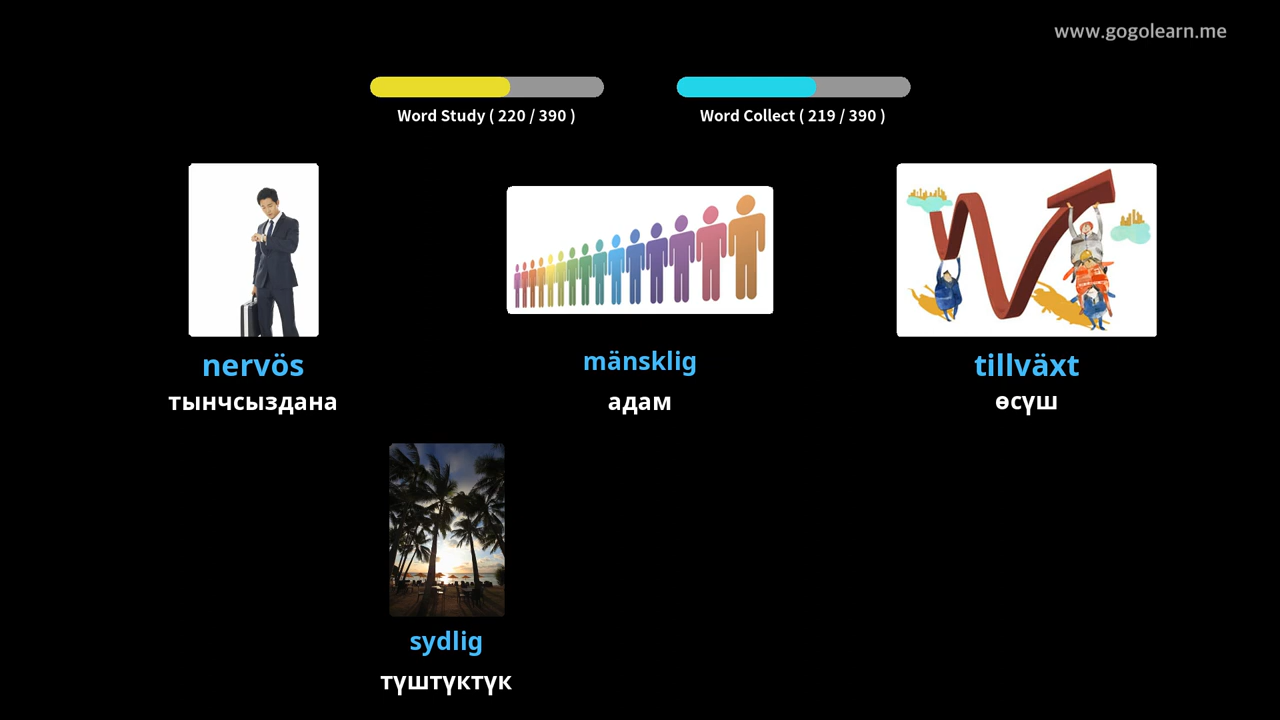 www.gogolearn.me
Word Study ( 220 / 390 )
Word Collect ( 219 / 390 )
nervös
mänsklig
tillväxt
тынчсыздана
адам
өсүш
sydlig
түштүктүк